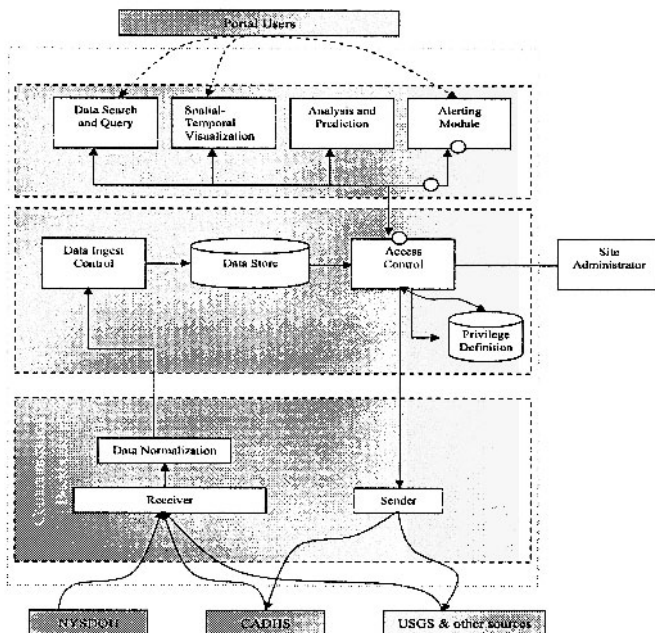 Portal Users
Data Search
and Query
Spatial-
Temporal
Visualization
Analysis and
Prediction
Alerting
Module
Data Ingest
Control
Data Store
Access
Control
Site
Administrator
Privilege
Definition
Data Normalization
Receiver
Sender
NYSDOH
CADHS
USGS & other sources